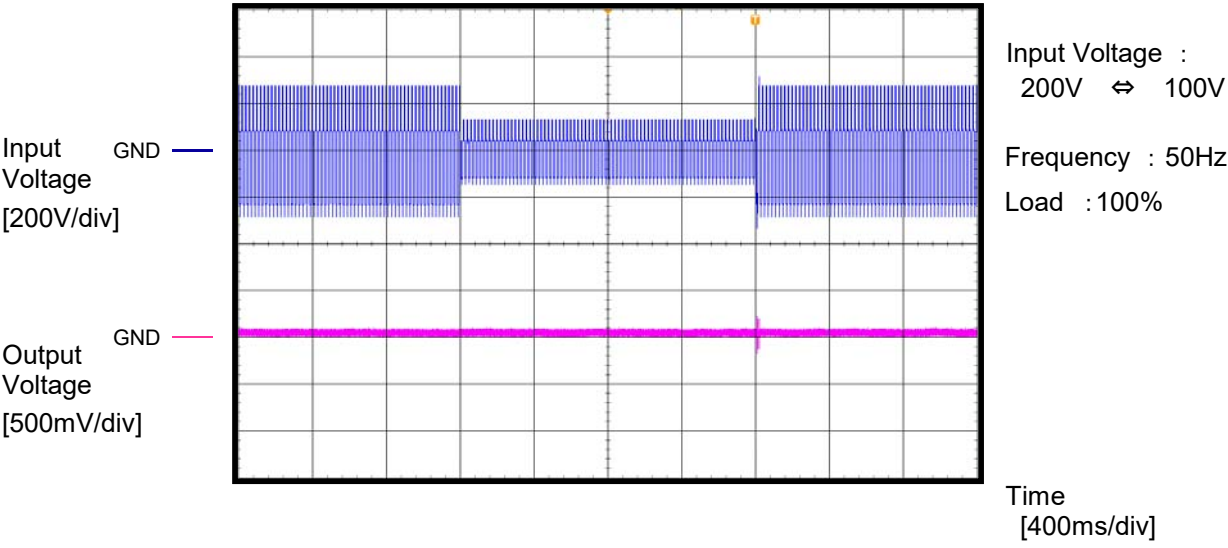 Input Voltage :
200V ⇔ 100V
Frequency : 50Hz
Load :100%
Input GND
Voltage
[200V/div]
GND
Output
Voltage
[500mV/div]
T
Time
[400ms/div]